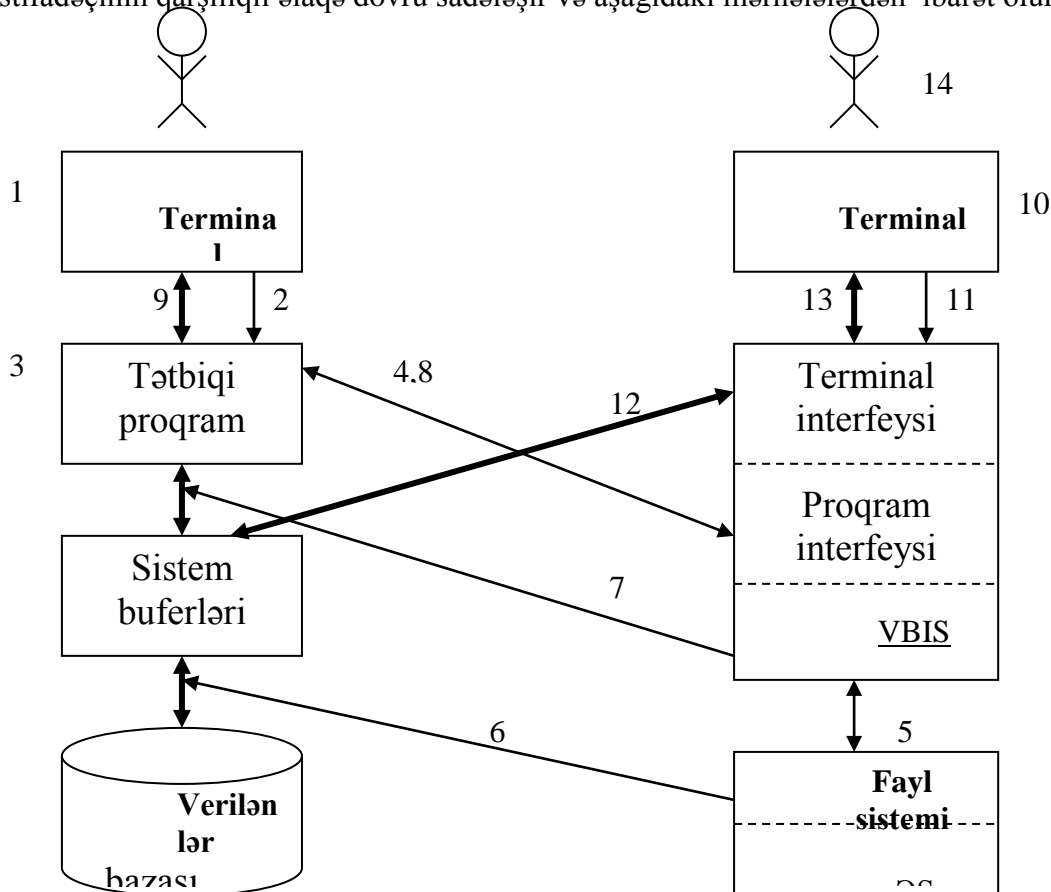 14
1
Termina
l
Terminal
10
9
2
13
11
3
Tətbiqi
proqram
4,8
12
Terminal
interfeysi
Proqram
interfeysi
Sistem
buferləri
7
VBIS
6
5
Fayl
sistemi
Verilən
lər
bazası
ƏS